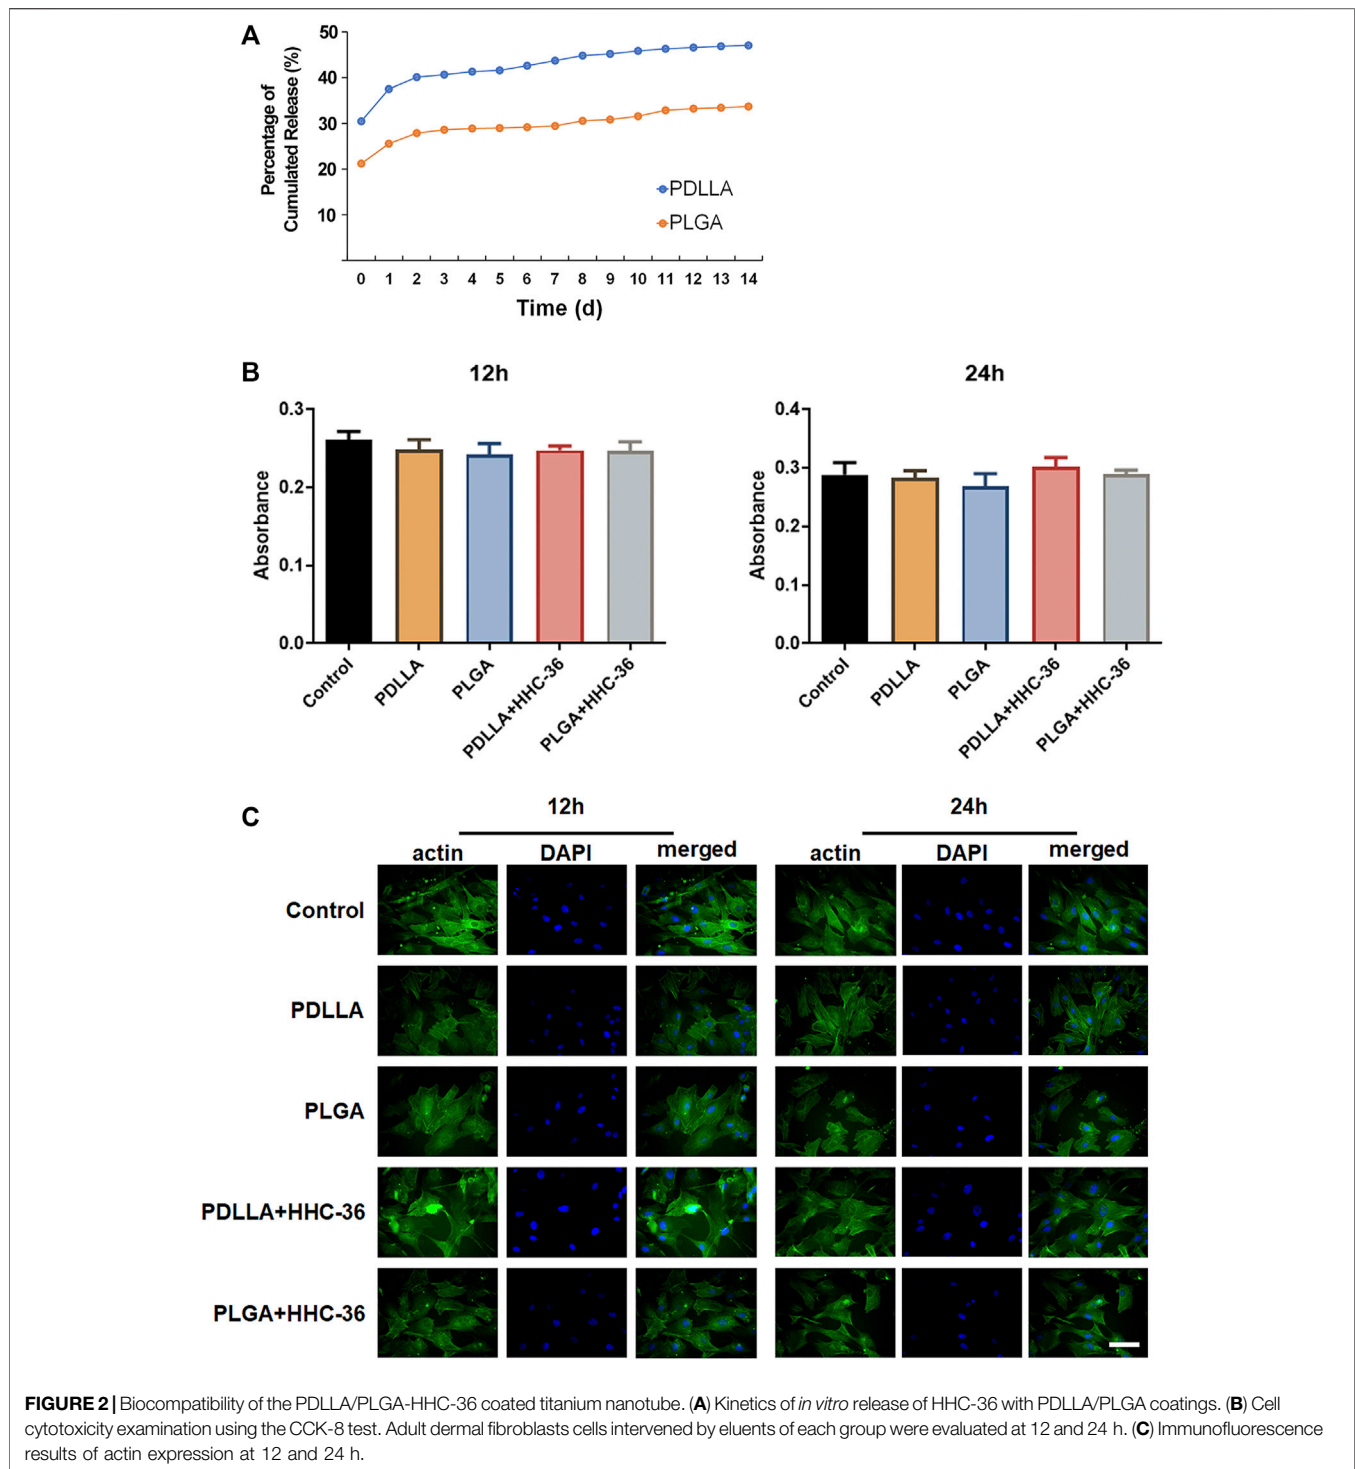 A
Percentage of
Cumulated Release (%)
50
40
30
20
10
PDLLA
PLGA
0 1 2 3 4 5 6 7 8 9 10 11 12 13 14
Time (d)
B
12h
Absorbance
0.3
0.2
0.1
0.0
Control
PDLLA
PLGA
PDLLA+HHC-36
PLGA+HHC-36
24h
Absorbance
0.4
0.3
0.2
0.1
0.0
Control
PDLLA
PLGA
PDLLA+HHC-36
PLGA+HHC-36
C
12h 24h
actin DAPI merged actin DAPI merged
Control
PDLLA
PLGA
PDLLA+HHC-36
PLGA+HHC-36
FIGURE 2 | Biocompatibility of the PDLLA/PLGA-HHC-36 coated titanium nanotube. (A) Kinetics of in vitro release of HHC-36 with PDLLA/PLGA coatings. (B) Cell
cytotoxicity examination using the CCK-8 test. Adult dermal fibroblasts cells intervened by eluents of each group were evaluated at 12 and 24 h. (C) Immunofluorescence
results of actin expression at 12 and 24 h.